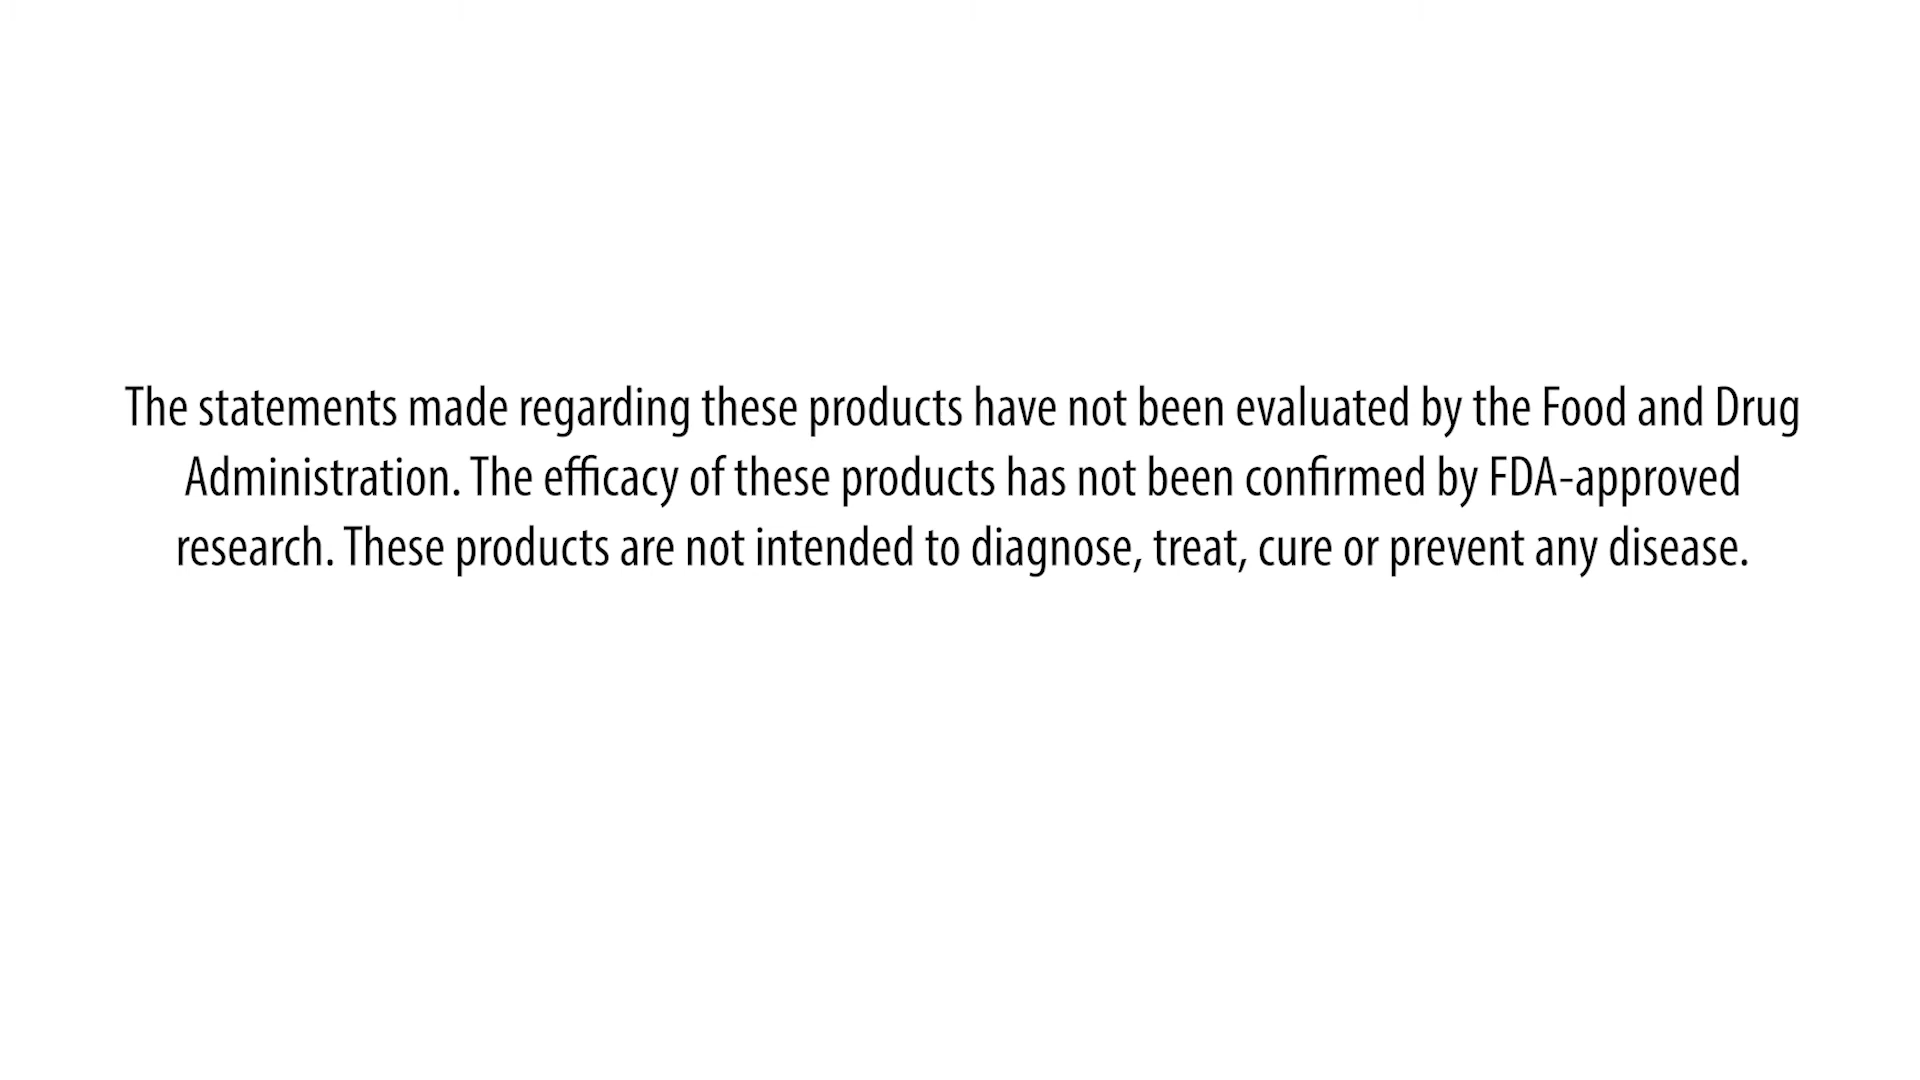 The statements made regarding these products have not been evaluated by the Food and Drug
Administration. The efficacy of these products has not been confirmed by FDA-approved
research. These products are not intended to diagnose, treat, cure or prevent any disease.